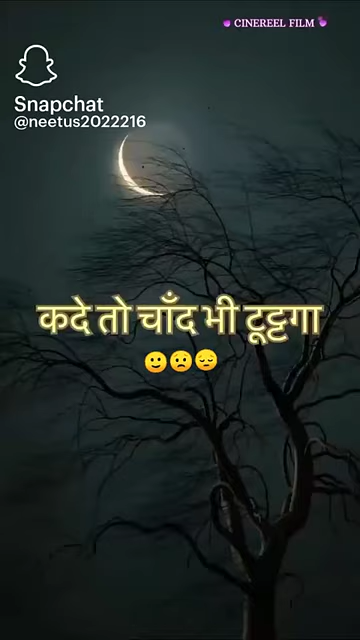 CINEREEL FILM
Snapchat
@neetus2022216
कदे तो चाँद भी टूट्टगा